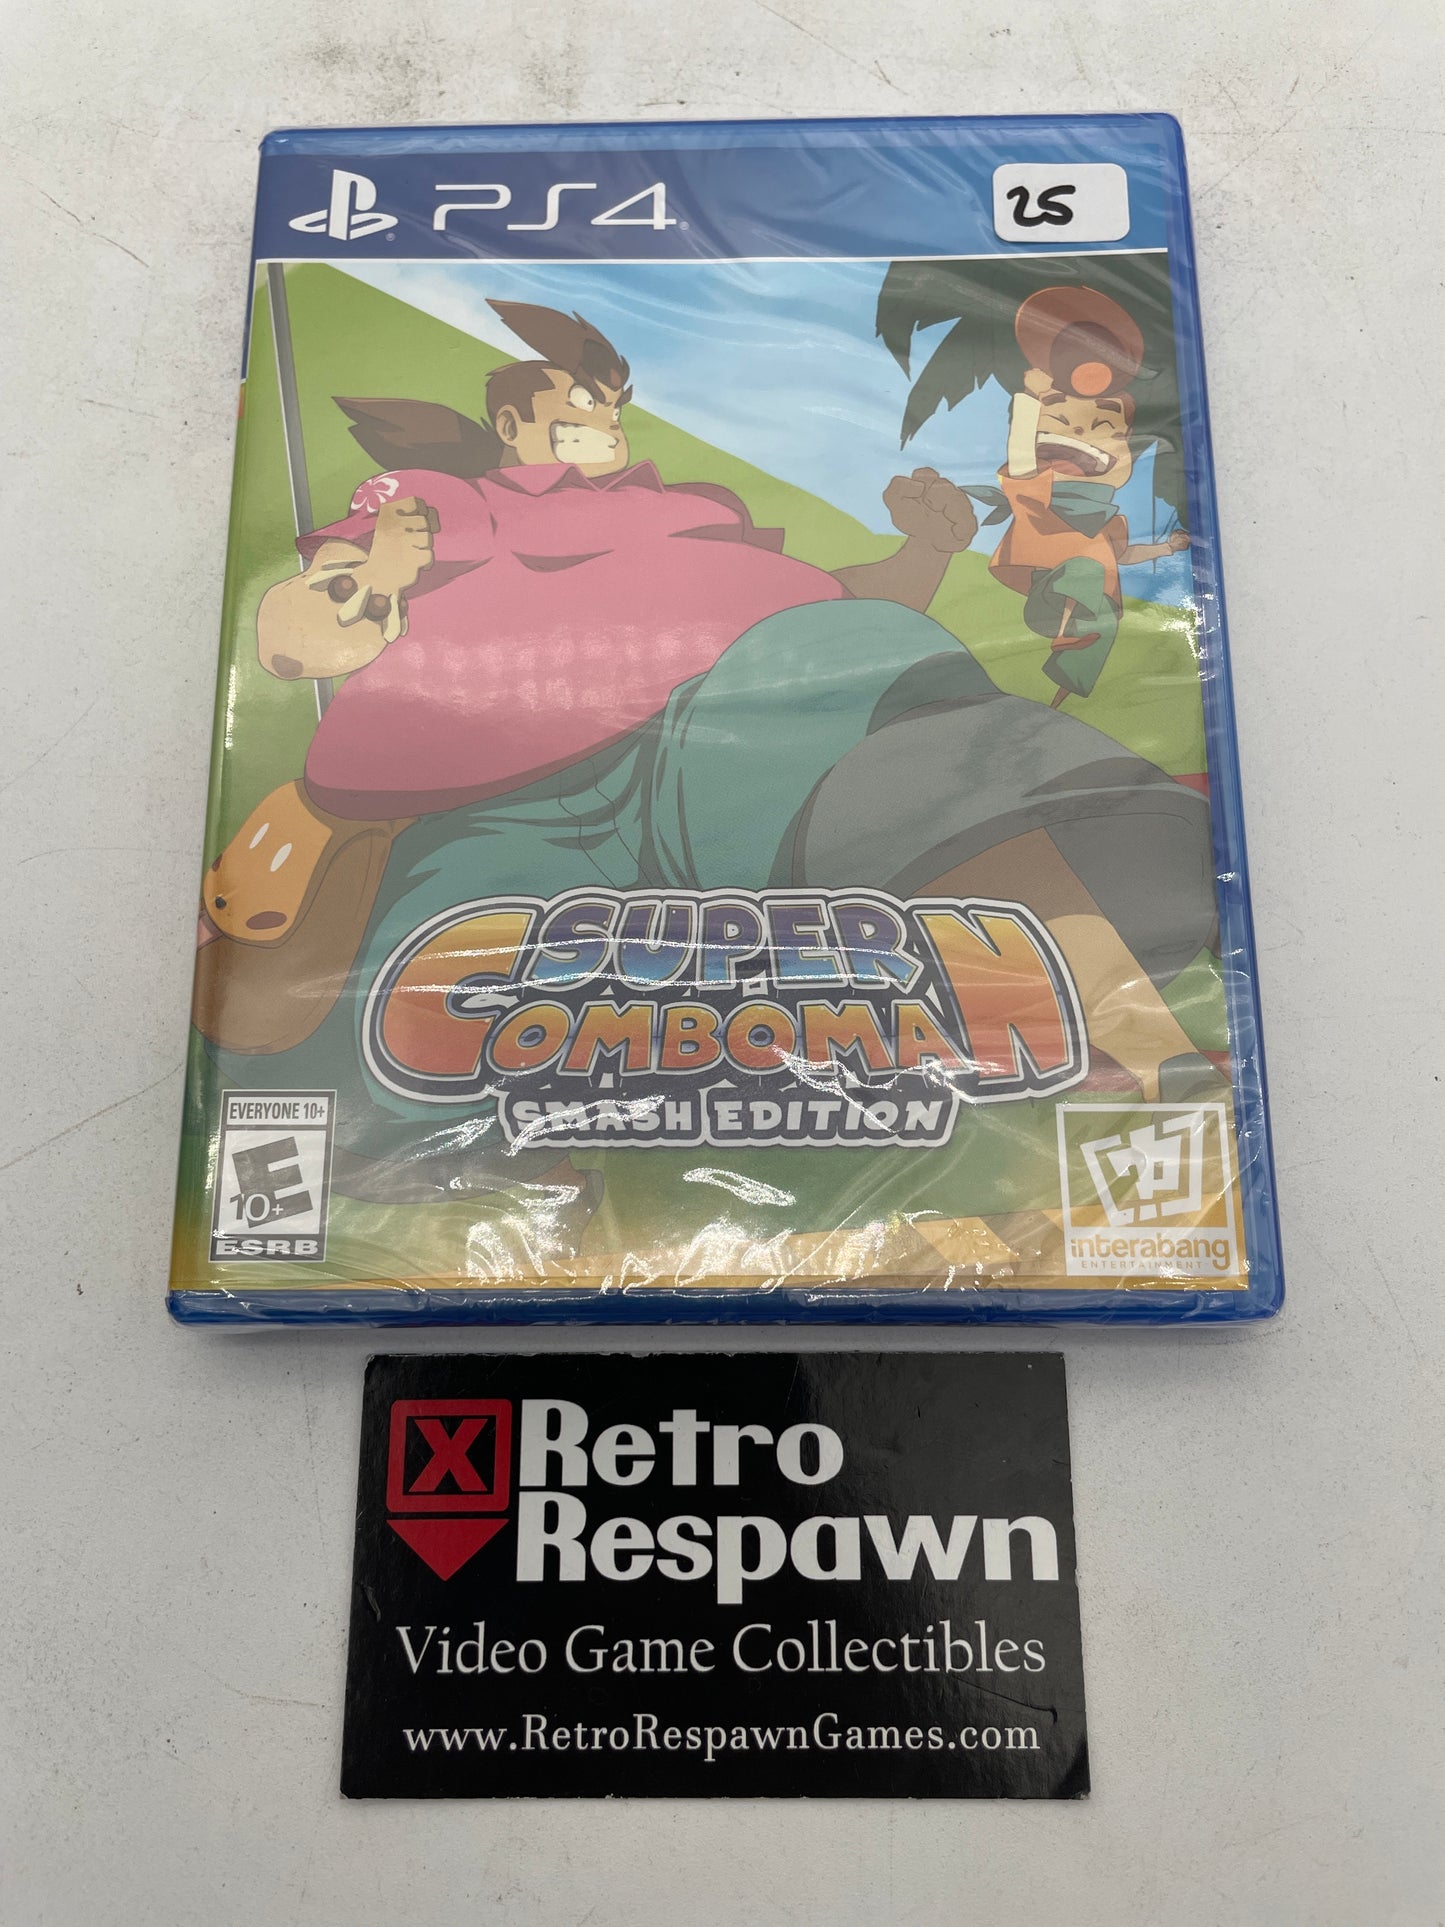 PS4
25
SUPER
COMBOMAN
SMASH EDITION
EVERYONE 10+
E
10+
ESRB
interabang
ENTERTAINMENT
X Retro
Respawn
Video Game Collectibles
www.RetroRespawnGames.com